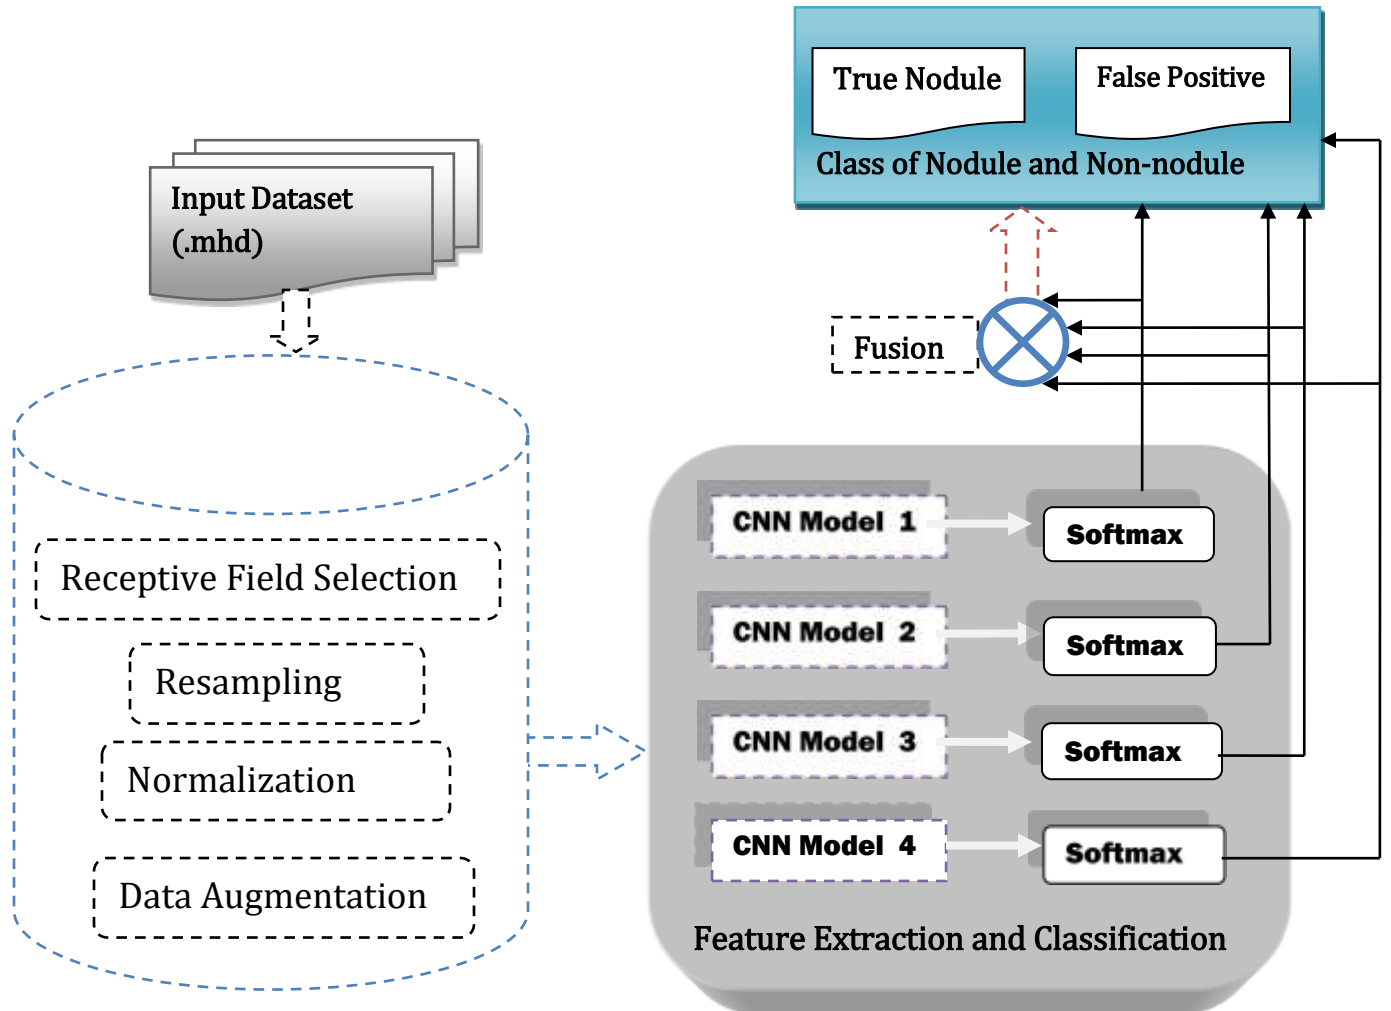 True Nodule
False Positive
Class of Nodule and Non-nodule
Input Dataset
(.mhd)
Fusion
Receptive Field Selection
Resampling
Normalization
Data Augmentation
CNN Model 1
Softmax
CNN Model 2
Softmax
CNN Model 3
Softmax
CNN Model 4
Softmax
Feature Extraction and Classification